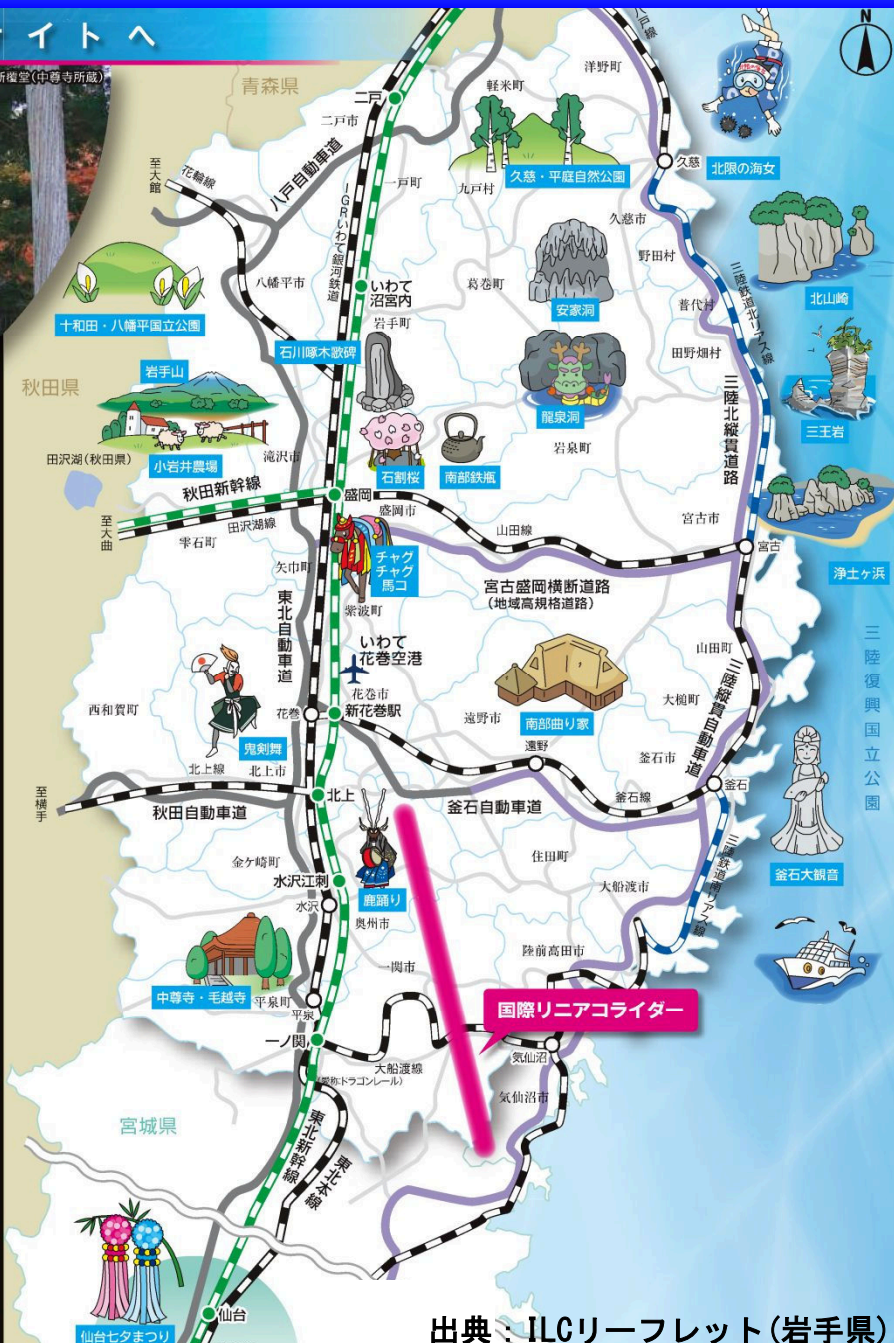 イトへ
新覆堂(中尊寺所蔵)
N
青森県
八戸線
洋野町
軽米町
二戸
二戸市
至大館
花輪線
八戸自動車道
IGRいわて銀河鉄道
一戸町
九戸村
久慈・平庭自然公園
久慈
北限の海女
久慈市
野田村
八幡平市
いわて
沼宮内
葛巻町
安家洞
普代村
三陸鉄道北リアス線
北山崎
十和田・八幡平国立公園
岩手町
石川啄木歌碑
田野畑村
秋田県
岩手山
龍泉洞
三陸北縦貫道路
三王岩
岩泉町
田沢湖(秋田県)
小岩井農場
滝沢市
石割桜
南部鉄瓶
秋田新幹線
盛岡
盛岡市
宮古市
至大曲
田沢湖線
雫石町
山田線
宮古
矢巾町
チャグ
チャグ
馬コ
浄土ヶ浜
宮古盛岡横断道路
(地域高規格道路)
東北自動車道
紫波町
いわて
花巻空港
山田町
三陸復興国立公園
花巻市
西和賀町
花巻
新花巻駅
遠野市
南部曲り家
大槌町
三陸縦貫自動車道
鬼剣舞
遠野
釜石市
北上線
北上市
釜石
至横手
秋田自動車道
北上
釜石自動車道
釜石線
金ケ崎町
住田町
三陸鉄道南リアス線
釜石大観音
水沢江刺
水沢
鹿踊り
大船渡市
奥州市
一関市
陸前高田市
中尊寺・毛越寺
平泉町
平泉
国際リニアコライダー
一ノ関
大船渡線
(愛称:ドラゴンレール)
気仙沼
気仙沼市
宮城県
東北新幹線
東北本線
仙台
仙台七夕まつり
出典:ILCリーフレット(岩手県)